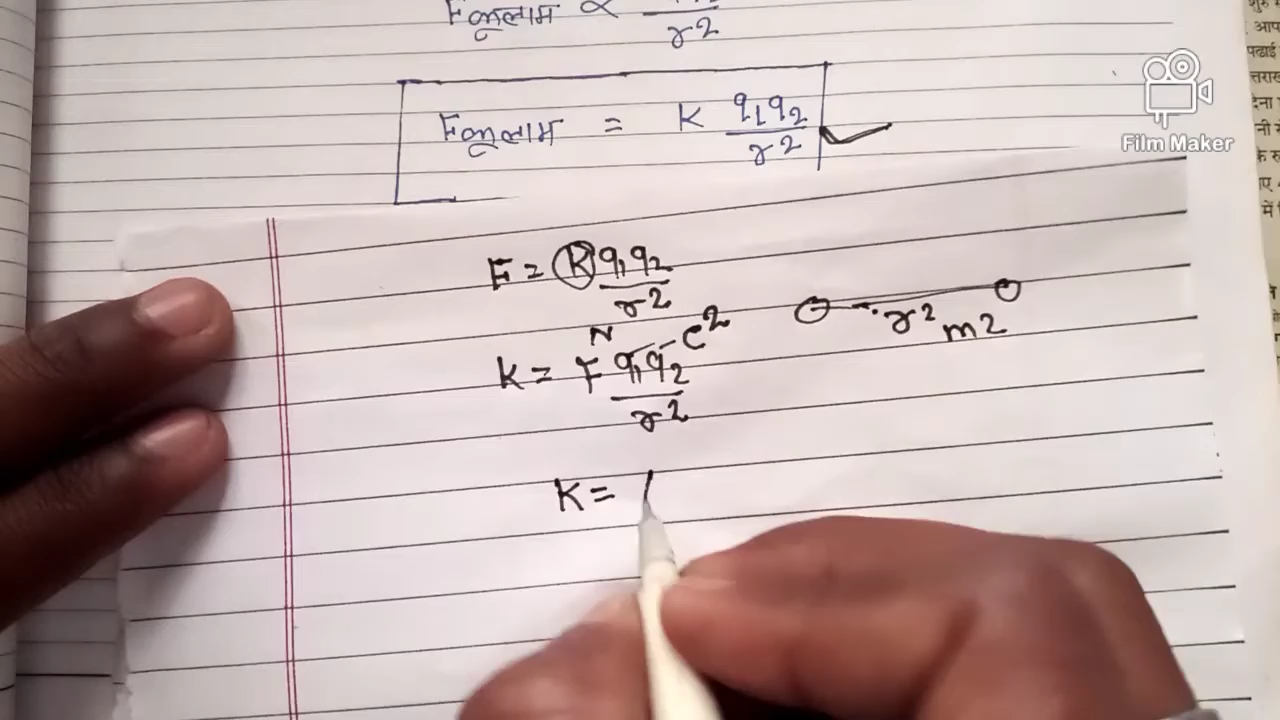 Fकूलाम ∝ r2
Fकूलाम = K q1q2 / r2
Film Maker
F = K q1q2 / r2
r2 m2
N C2
K = F q1q2 / r2
K =